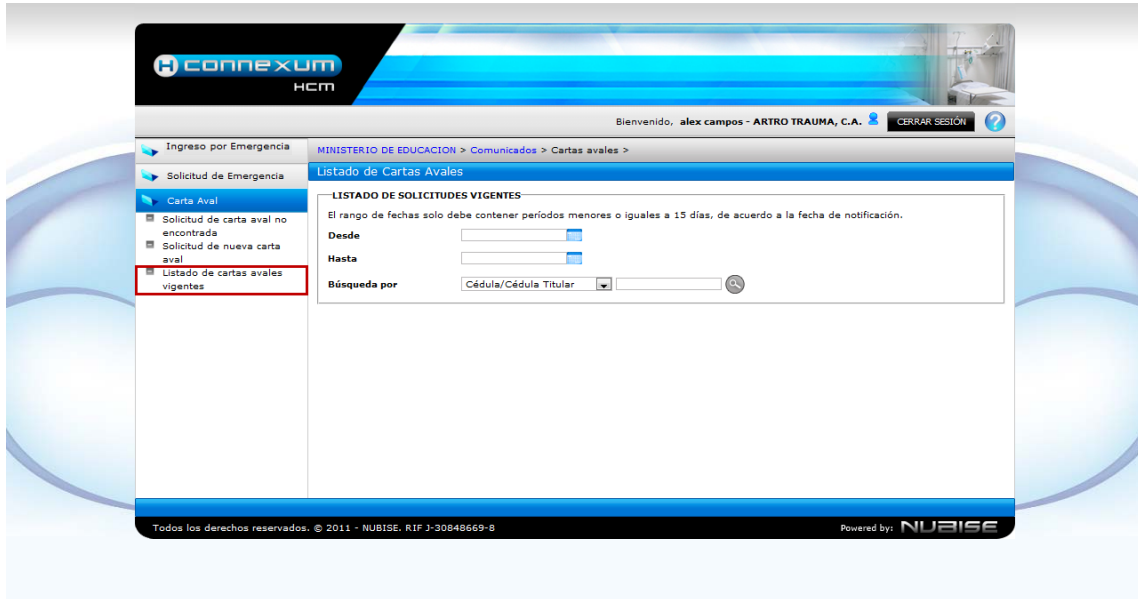 connexum
HCM
Bienvenido, alex campos - ARTRO TRAUMA, C.A.
CERRAR SESIÓN
?
Ingreso por Emergencia
Solicitud de Emergencia
Carta Aval
Solicitud de carta aval no
encontrada
Solicitud de nueva carta
aval
Listado de cartas avales
vigentes
MINISTERIO DE EDUCACION > Comunicados > Cartas avales >
Listado de Cartas Avales
LISTADO DE SOLICITUDES VIGENTES
El rango de fechas solo debe contener períodos menores o iguales a 15 días, de acuerdo a la fecha de notificación.
Desde
Hasta
Búsqueda por
Cédula/Cédula Titular
Todos los derechos reservados. © 2011 - NUBISE. RIF J-30848669-8
Powered by: NUBISE